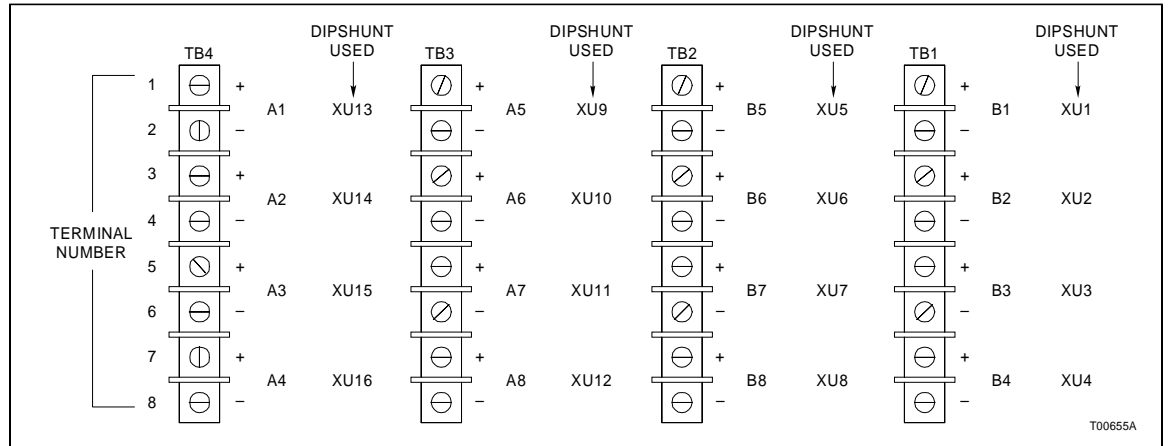 DIPSHUNT USED DIPSHUNT USED DIPSHUNT USED DIPSHUNT USED
TB4 TB3 TB2 TB1
1 + + + +
A1 XU13 A5 XU9 B5 XU5 B1 XU1
2 – – – –
3 + + + +
A2 XU14 A6 XU10 B6 XU6 B2 XU2
4 – – – –
TERMINAL
NUMBER
5 + + + +
A3 XU15 A7 XU11 B7 XU7 B3 XU3
6 – – – –
7 + + + +
A4 XU16 A8 XU12 B8 XU8 B4 XU4
8 – – – –
T00655A